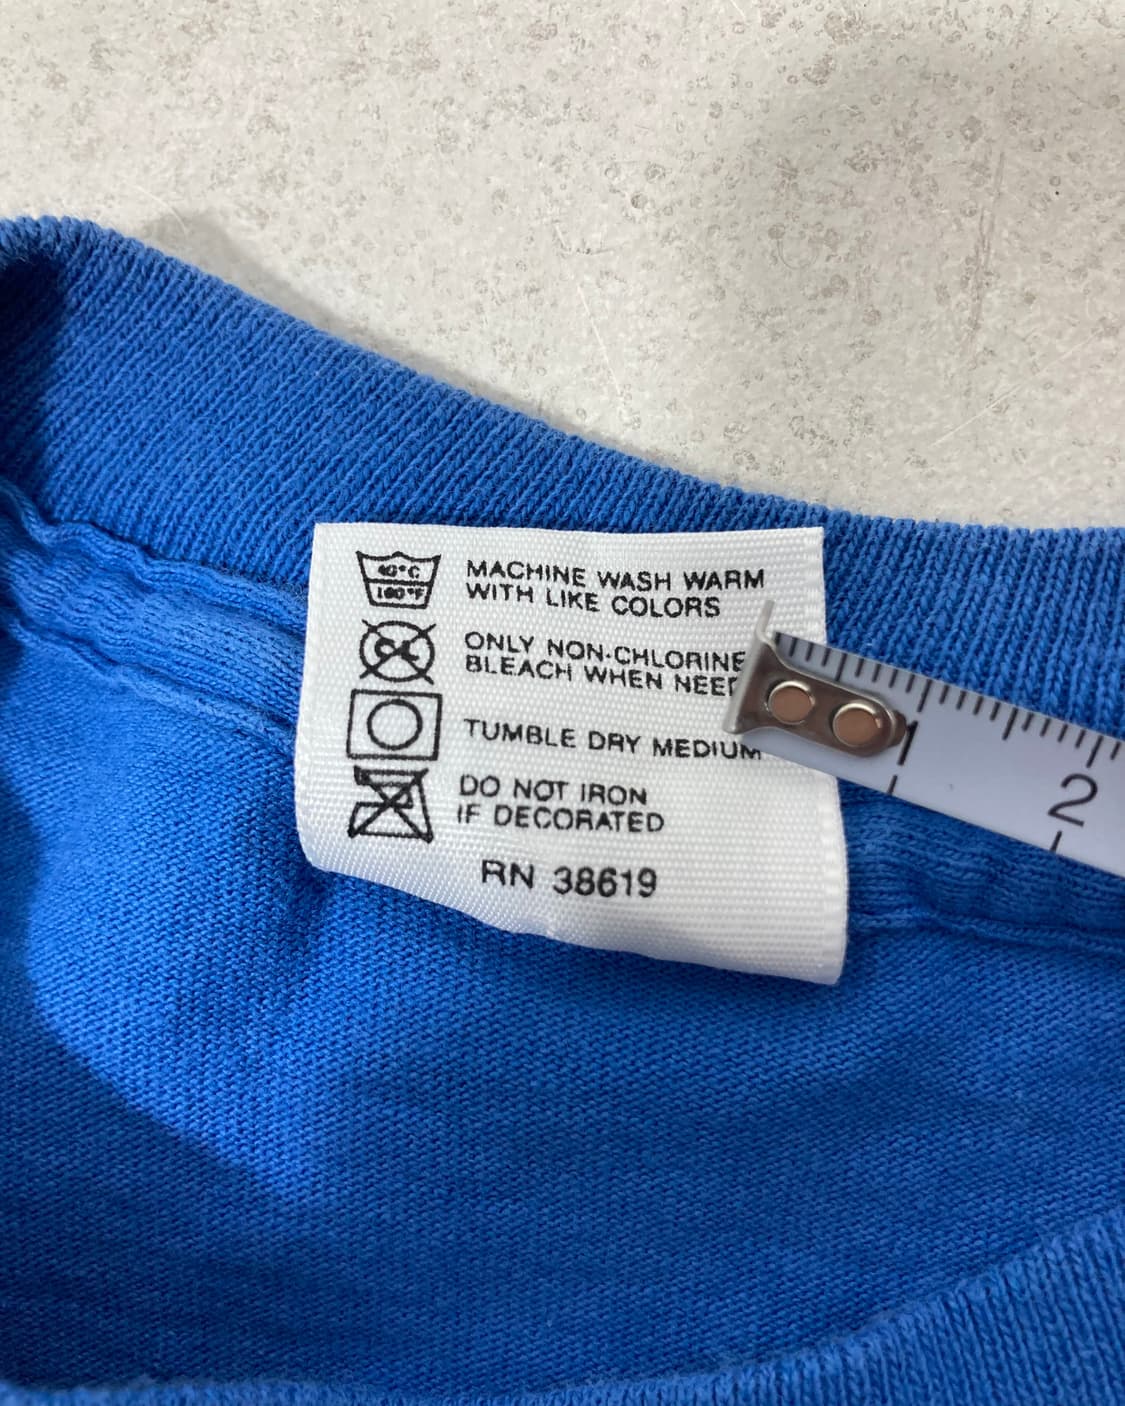 40°C
100°F
MACHINE WASH WARM
WITH LIKE COLORS
CL
ONLY NON-CHLORINE
BLEACH WHEN
TUMBLE DRY MEDIUM
DO NOT IRON
IF DECORATED
RN 38619
1
2